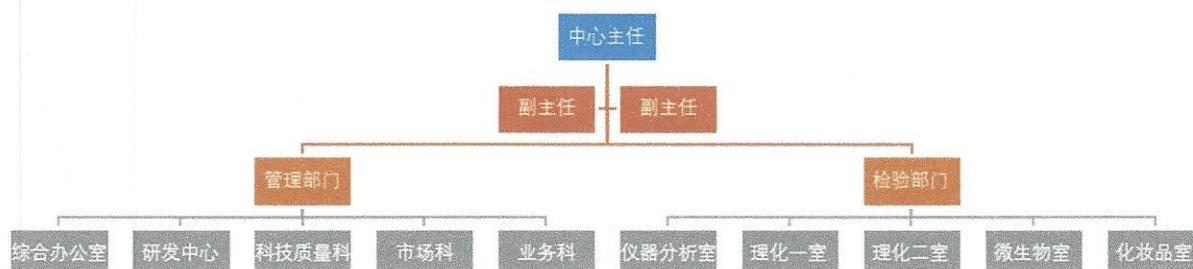 中心主任
副主任 副主任
管理部门 检验部门
综合办公室 研发中心 科技质量科 市场科 业务科 仪器分析室 理化一室 理化二室 微生物室 化妆品室